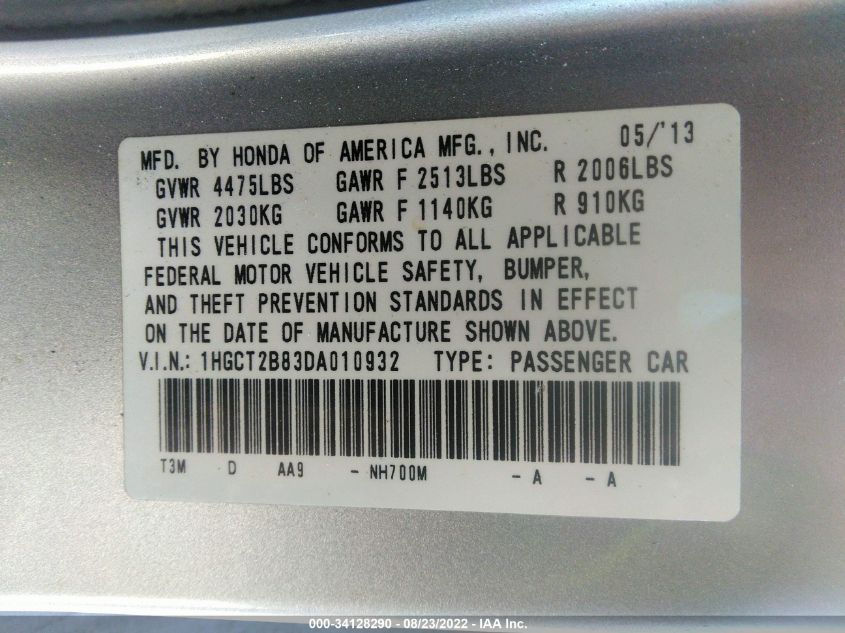 MFD. BY HONDA OF AMERICA MFG., INC. 05/'13
GVWR 4475LBS GAWR F 2513LBS R 2006LBS
GVWR 2030KG GAWR F 1140KG R 910KG
THIS VEHICLE CONFORMS TO ALL APPLICABLE
FEDERAL MOTOR VEHICLE SAFETY, BUMPER,
AND THEFT PREVENTION STANDARDS IN EFFECT
ON THE DATE OF MANUFACTURE SHOWN ABOVE.
V.I.N.: 1HGCT2B83DA010932 TYPE: PASSENGER CAR
T3M D AA9 - NH700M - A - A
000-34128290 - 08/23/2022 - IAA Inc.